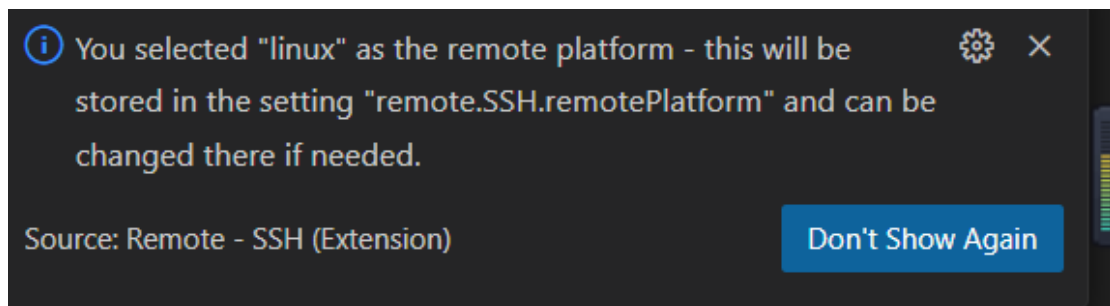 You selected "linux" as the remote platform - this will be
stored in the setting "remote.SSH.remotePlatform" and can be
changed there if needed.
Source: Remote - SSH (Extension)
Don't Show Again